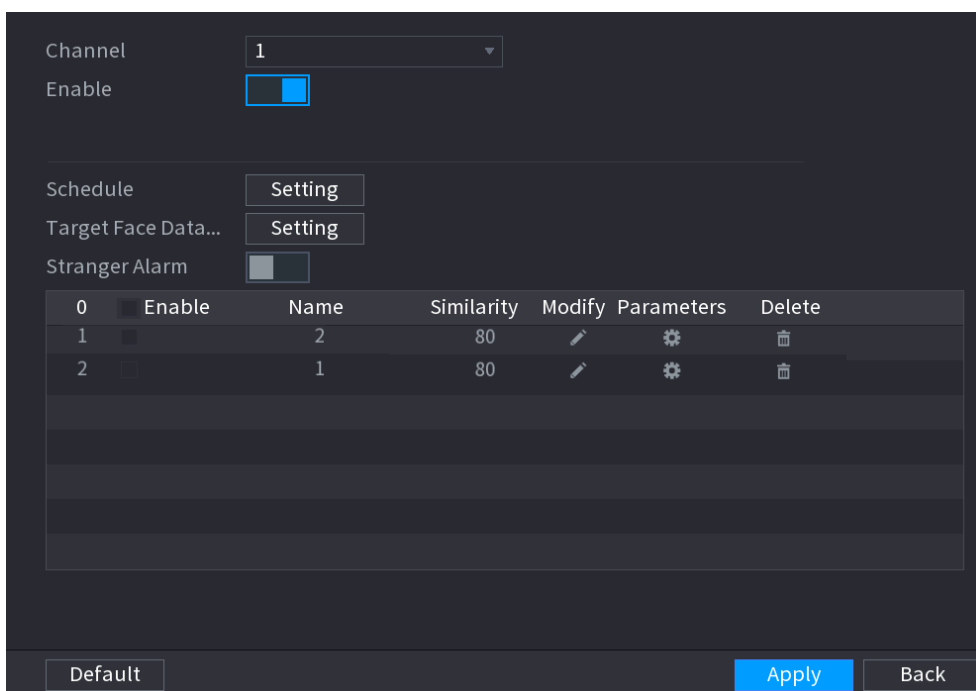 Channel 1
Enable
Schedule Setting
Target Face Data... Setting
Stranger Alarm
0 Enable Name Similarity Modify Parameters Delete
1 2 80
2 1 80
Default Apply Back